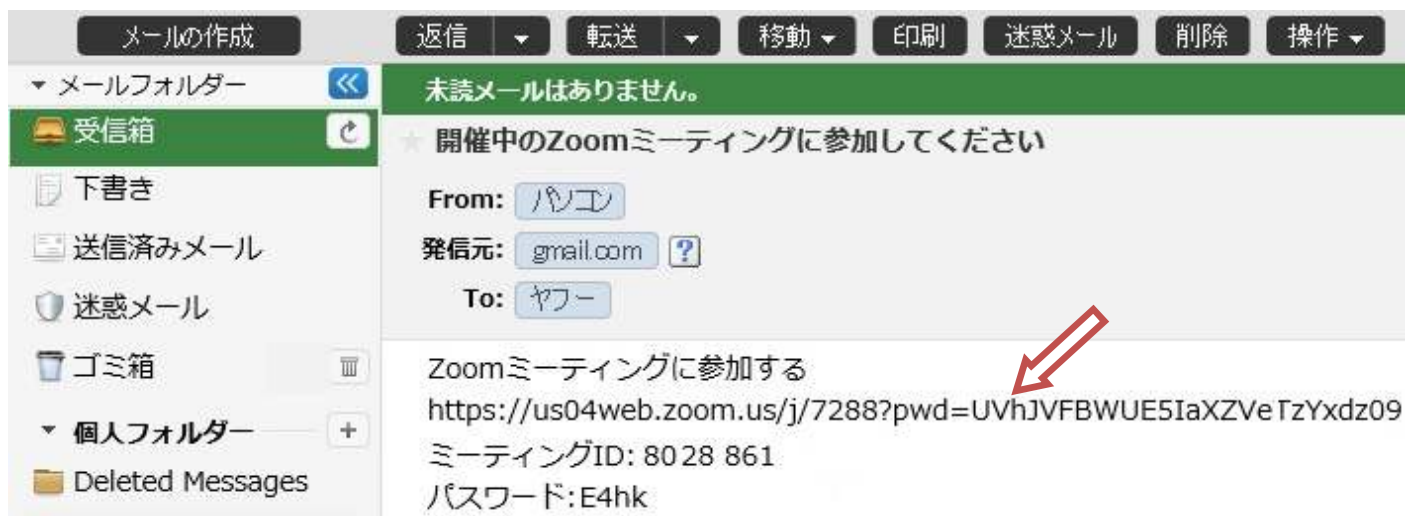 メールの作成
返信 転送 移動 印刷 迷惑メール 削除 操作
メールフォルダー
未読メールはありません。
受信箱
開催中のZoomミーティングに参加してください
下書き
From: パソコン
送信済みメール
発信元: gmail.com ?
迷惑メール
To: ヤフー
ゴミ箱
Zoomミーティングに参加する
https://us04web.zoom.us/j/7288?pwd=UVhJVFBWUE5IaXZVeTzYxdz09
個人フォルダー +
ミーティングID: 8028 861
Deleted Messages
パスワード:E4hk